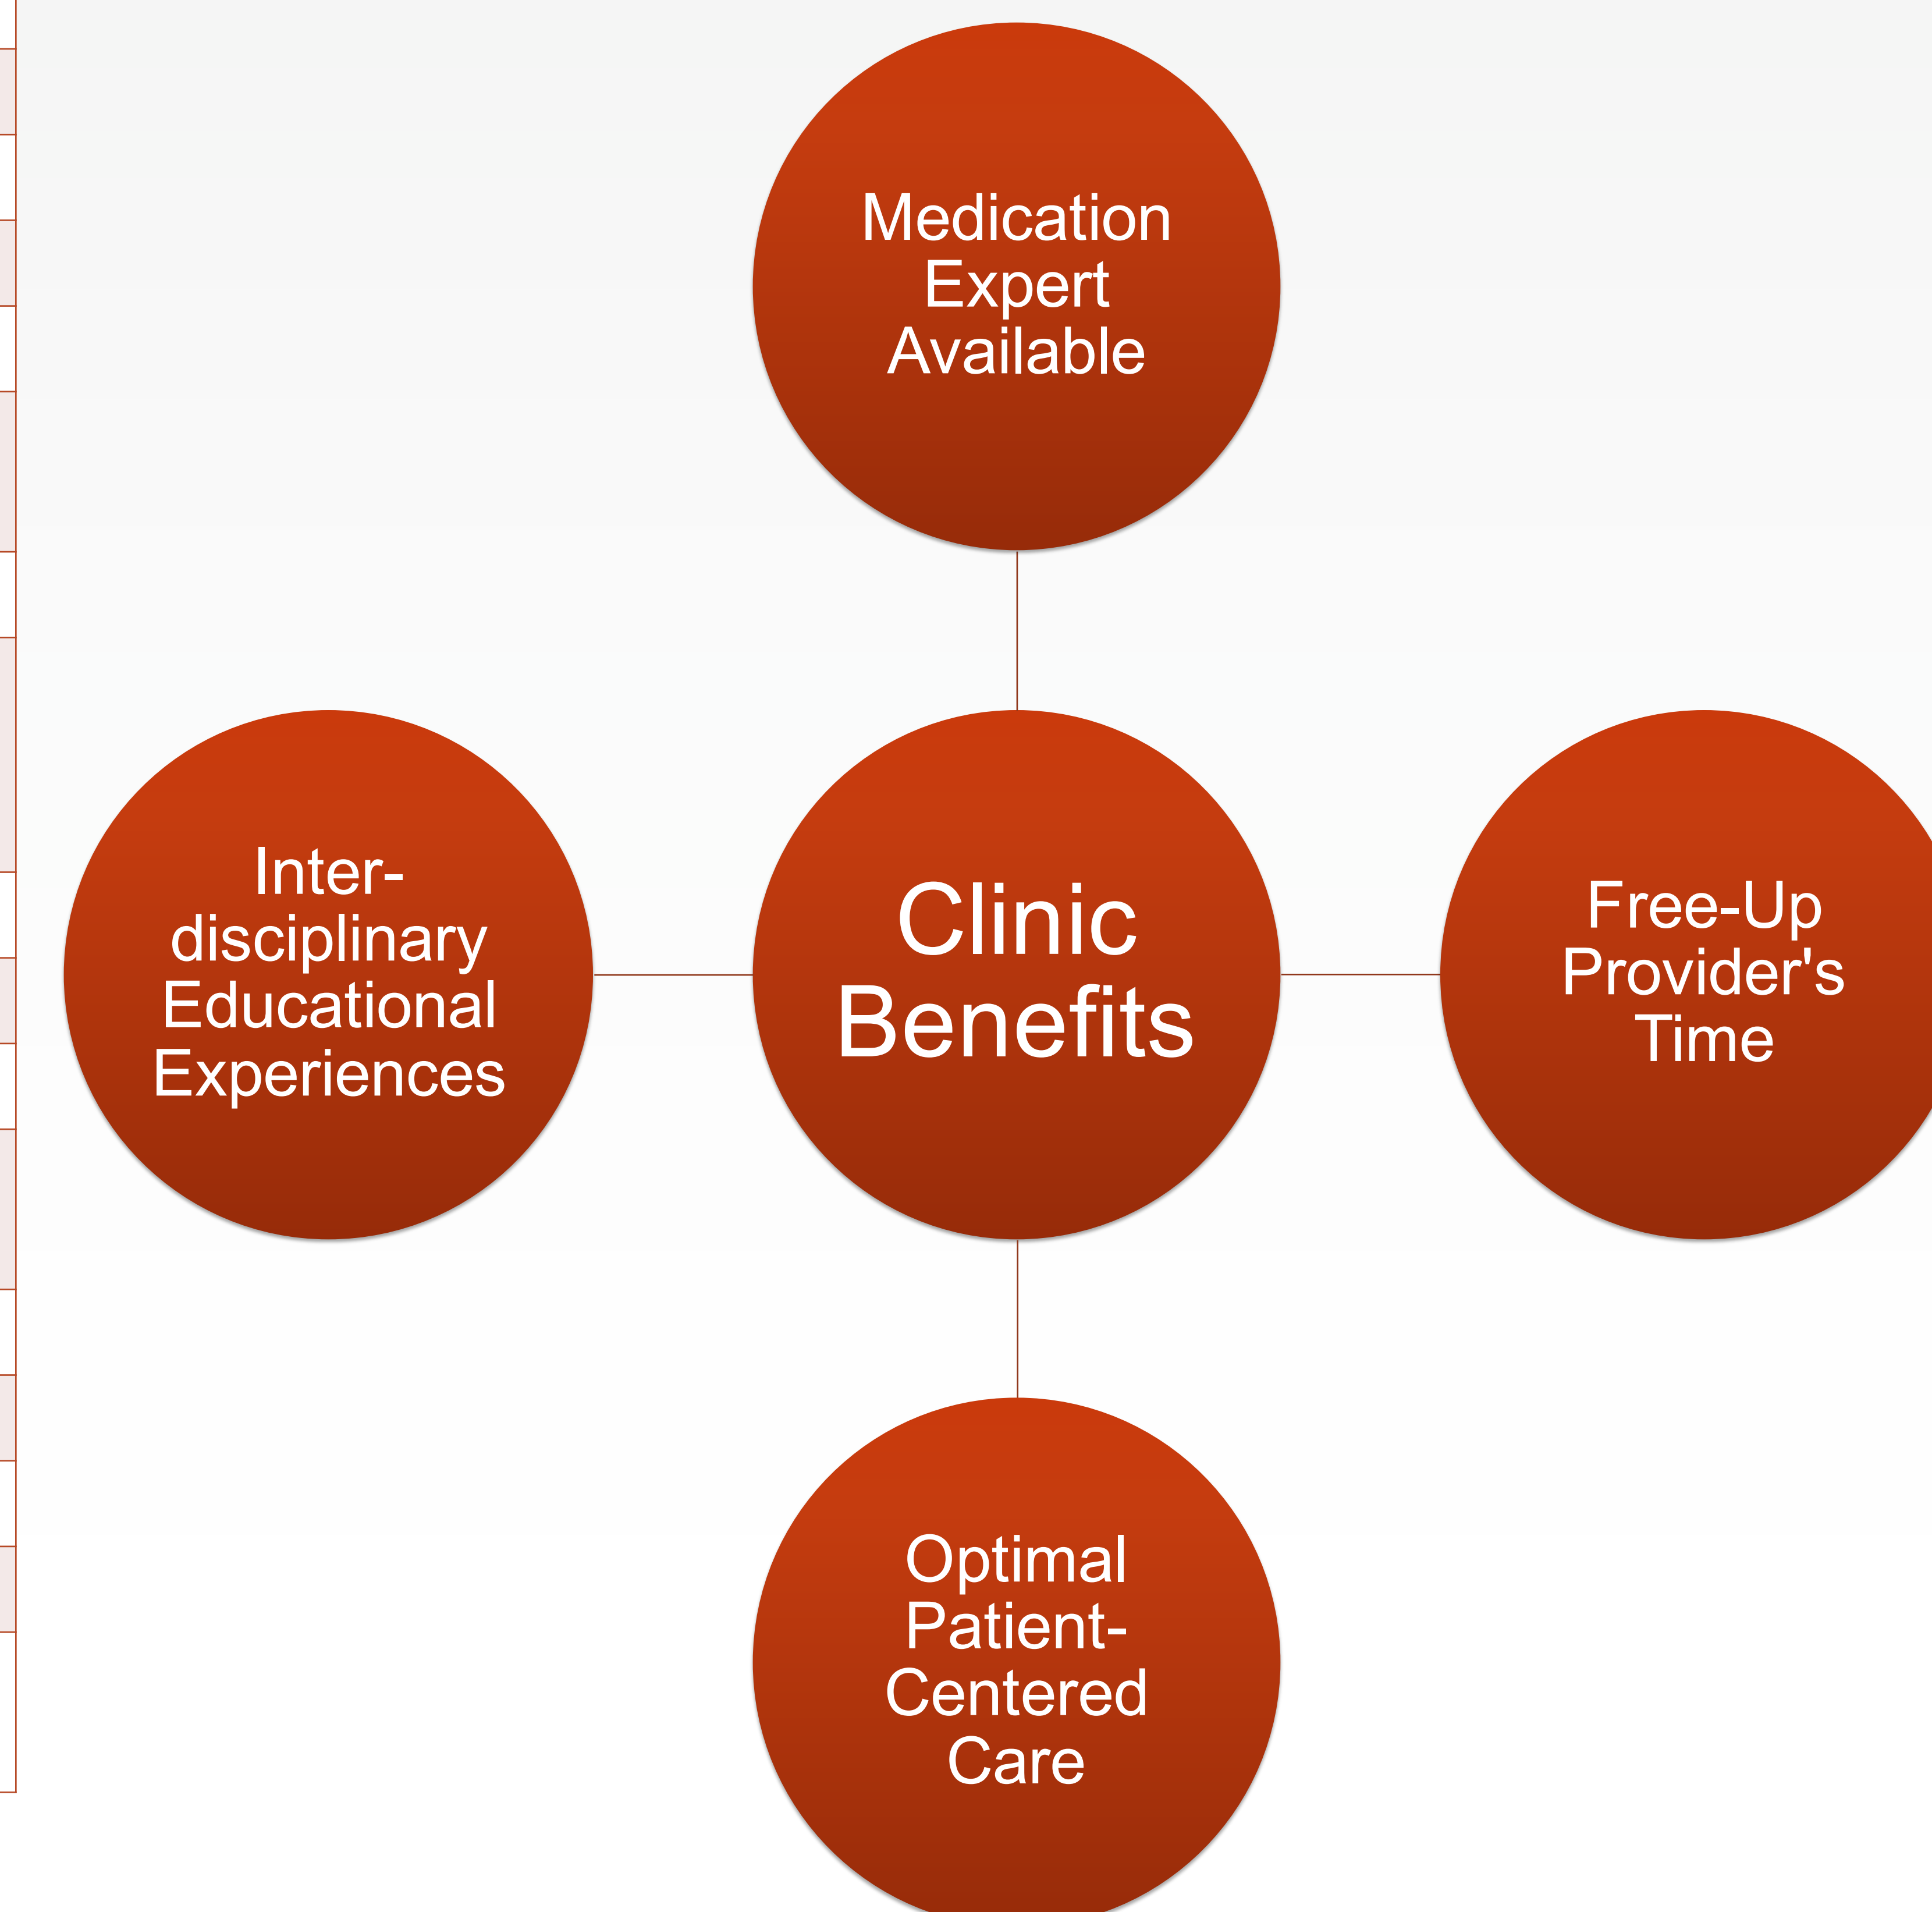 Medication
Expert
Available
Inter-
disciplinary
Educational
Experiences
Clinic
Benefits
Free-Up
Provider's
Time
Optimal
Patient-
Centered
Care